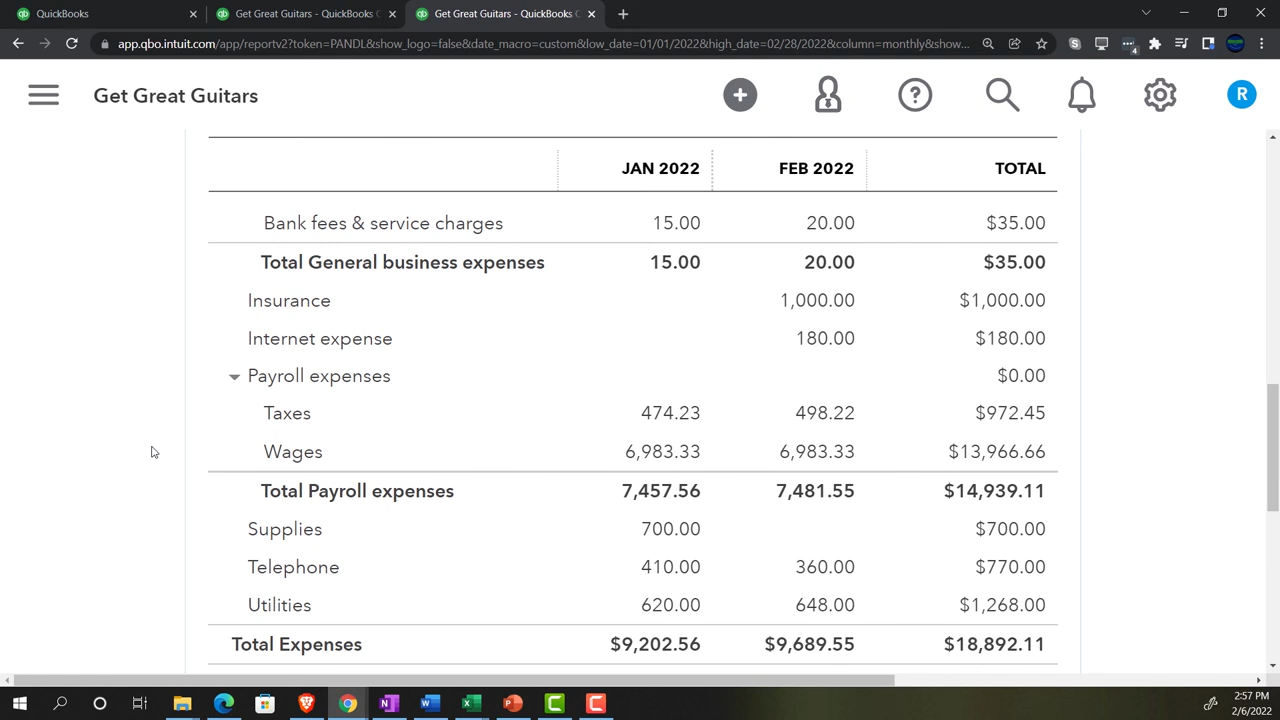 QuickBooks
Get Great Guitars - QuickBooks C
Get Great Guitars - QuickBooks C
app.qbo.intuit.com/app/reportv2?token=PANDL&show_logo=false&date_macro=custom&low_date=01/01/2022&high_date=02/28/2022&column=monthly&show...
4
Get Great Guitars
R
JAN 2022 FEB 2022 TOTAL
Bank fees & service charges 15.00 20.00 $35.00
Total General business expenses 15.00 20.00 $35.00
Insurance 1,000.00 $1,000.00
Internet expense 180.00 $180.00
Payroll expenses $0.00
Taxes 474.23 498.22 $972.45
Wages 6,983.33 6,983.33 $13,966.66
Total Payroll expenses 7,457.56 7,481.55 $14,939.11
Supplies 700.00 $700.00
Telephone 410.00 360.00 $770.00
Utilities 620.00 648.00 $1,268.00
Total Expenses $9,202.56 $9,689.55 $18,892.11
2:57 PM
2/6/2022